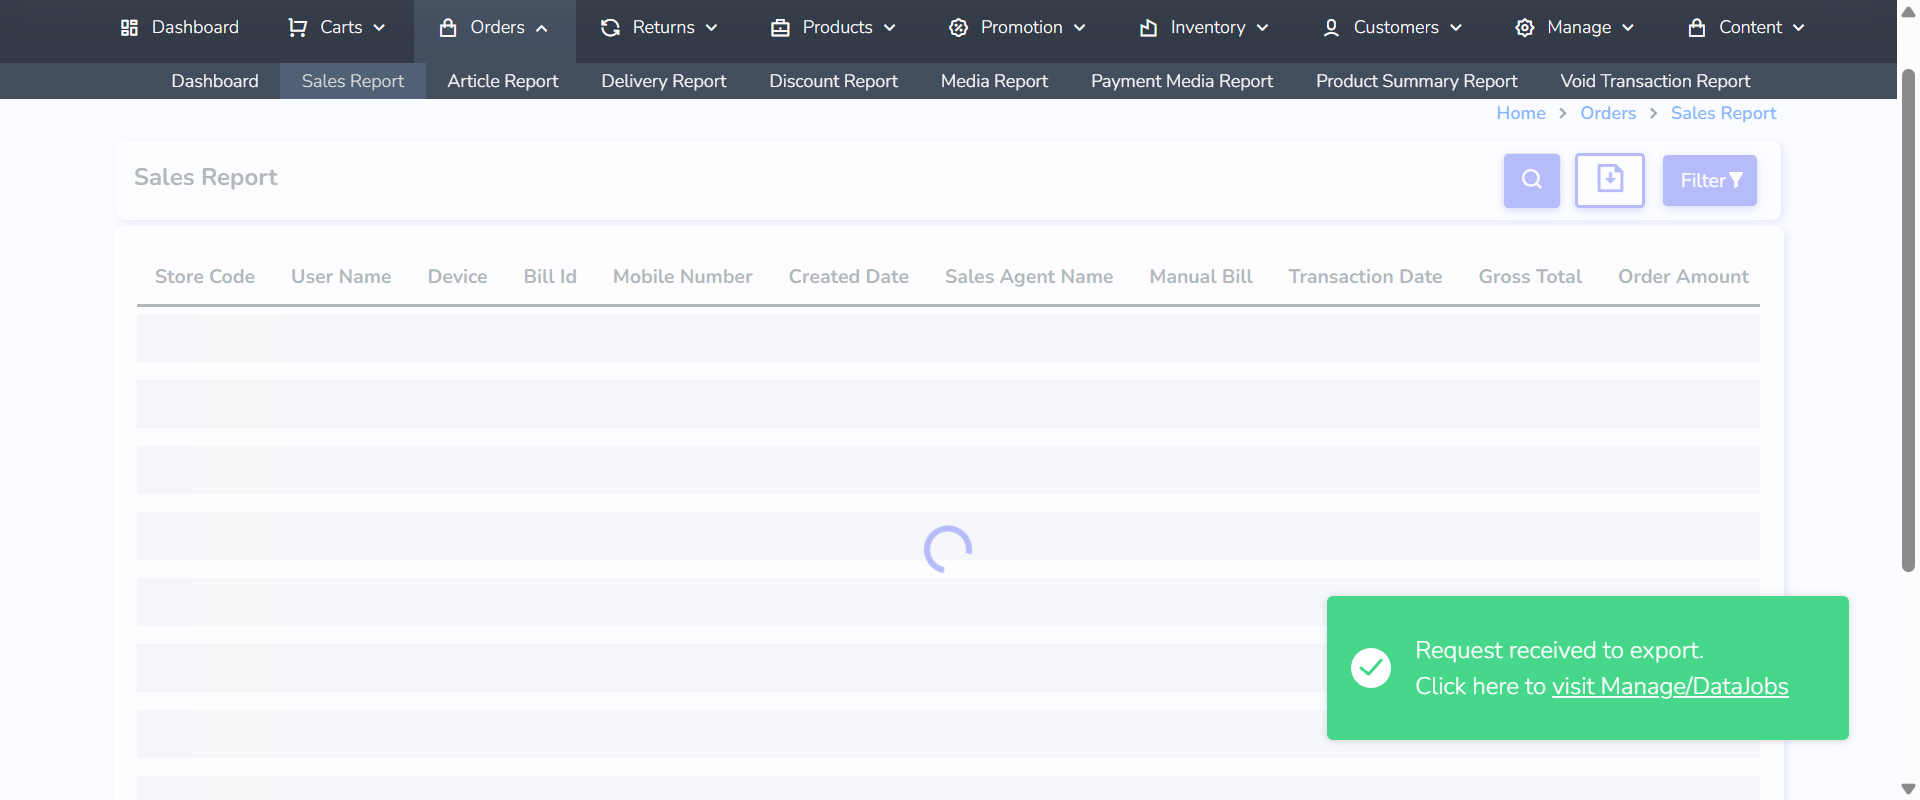 Dashboard Carts Orders Returns Products Promotion Inventory Customers Manage Content
Dashboard Sales Report Article Report Delivery Report Discount Report Media Report Payment Media Report Product Summary Report Void Transaction Report
Home > Orders > Sales Report
Sales Report
Filter
Store Code User Name Device Bill Id Mobile Number Created Date Sales Agent Name Manual Bill Transaction Date Gross Total Order Amount
Request received to export.
Click here to visit Manage/DataJobs